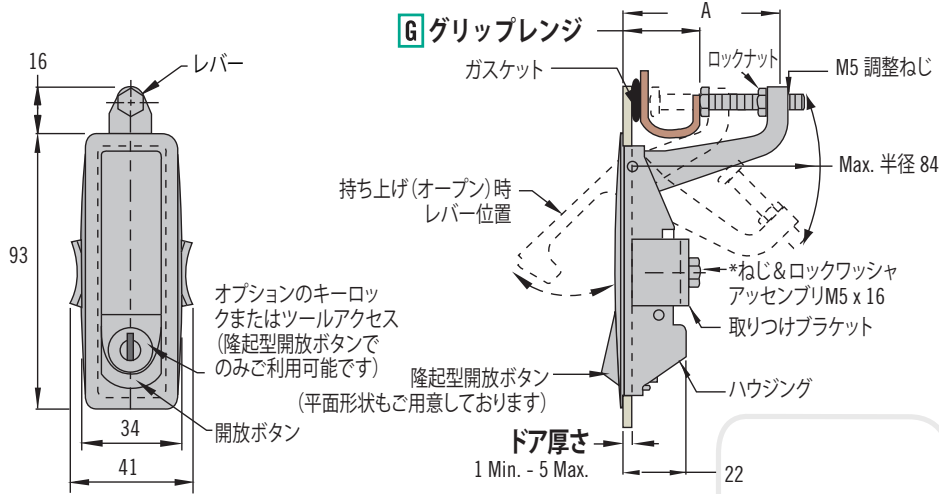 16
レバー
93
オプションのキーロッ
クまたはツールアクセス
(隆起型開放ボタンで
のみご利用可能です)
開放ボタン
34
41
G グリップレンジ
A
ガスケット
ロックナット
M5 調整ねじ
Max. 半径 84
持ち上げ(オープン)時
レバー位置
*ねじ&ロックワッシャ
アッセンブリM5 x 16
取りつけブラケット
隆起型開放ボタン
(平面形状もご用意しております)
ハウジング
ドア厚さ
1 Min. - 5 Max.
22